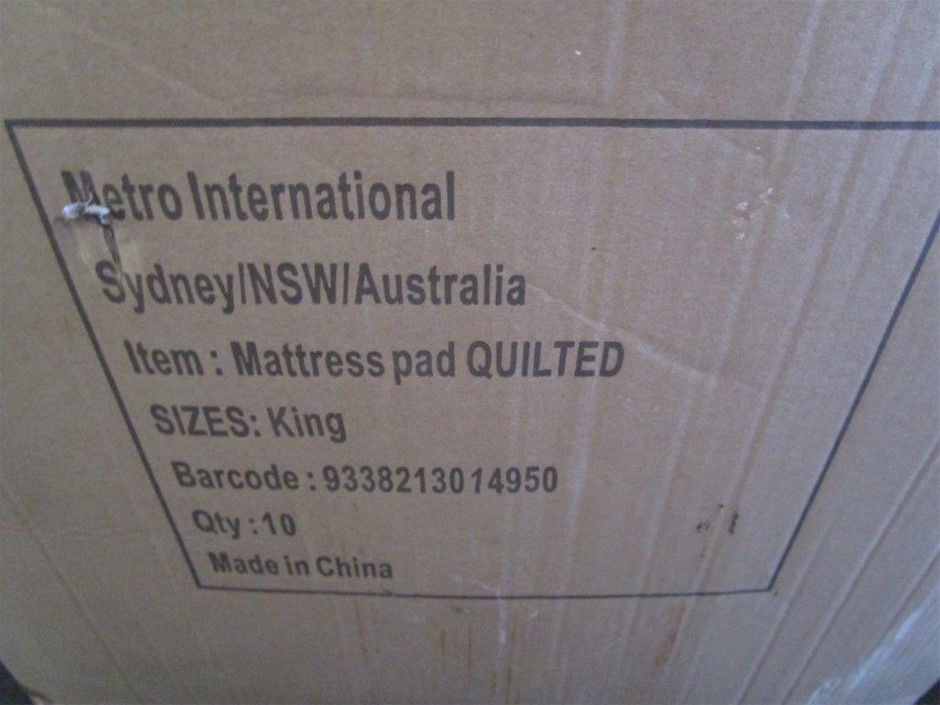 Metro International
Sydney/NSW/Australia
Item : Mattress pad QUILTED
SIZES: King
Barcode : 9338213014950
Qty : 10
Made in China